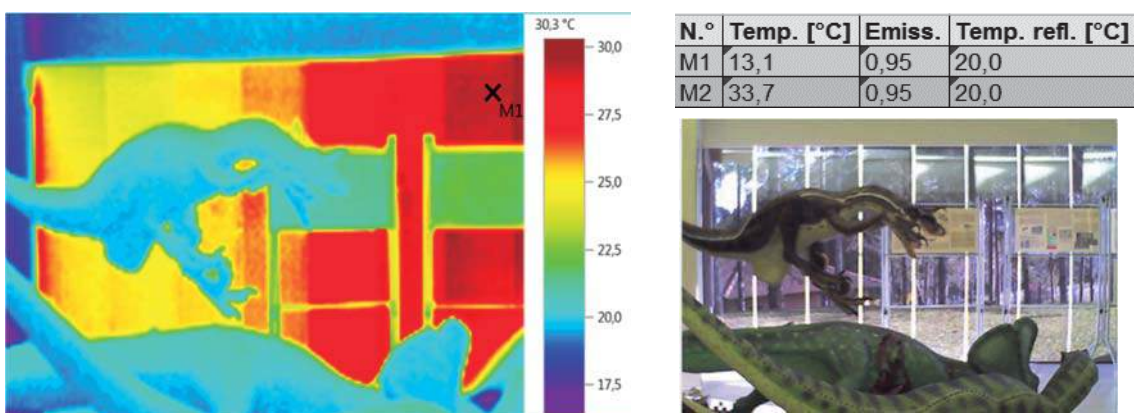 30,3 °C
30,0
27,5
25,0
22,5
20,0
17,5
M1
N.° Temp. [°C] Emiss. Temp. refl. [°C]
M1 13,1 0,95 20,0
M2 33,7 0,95 20,0